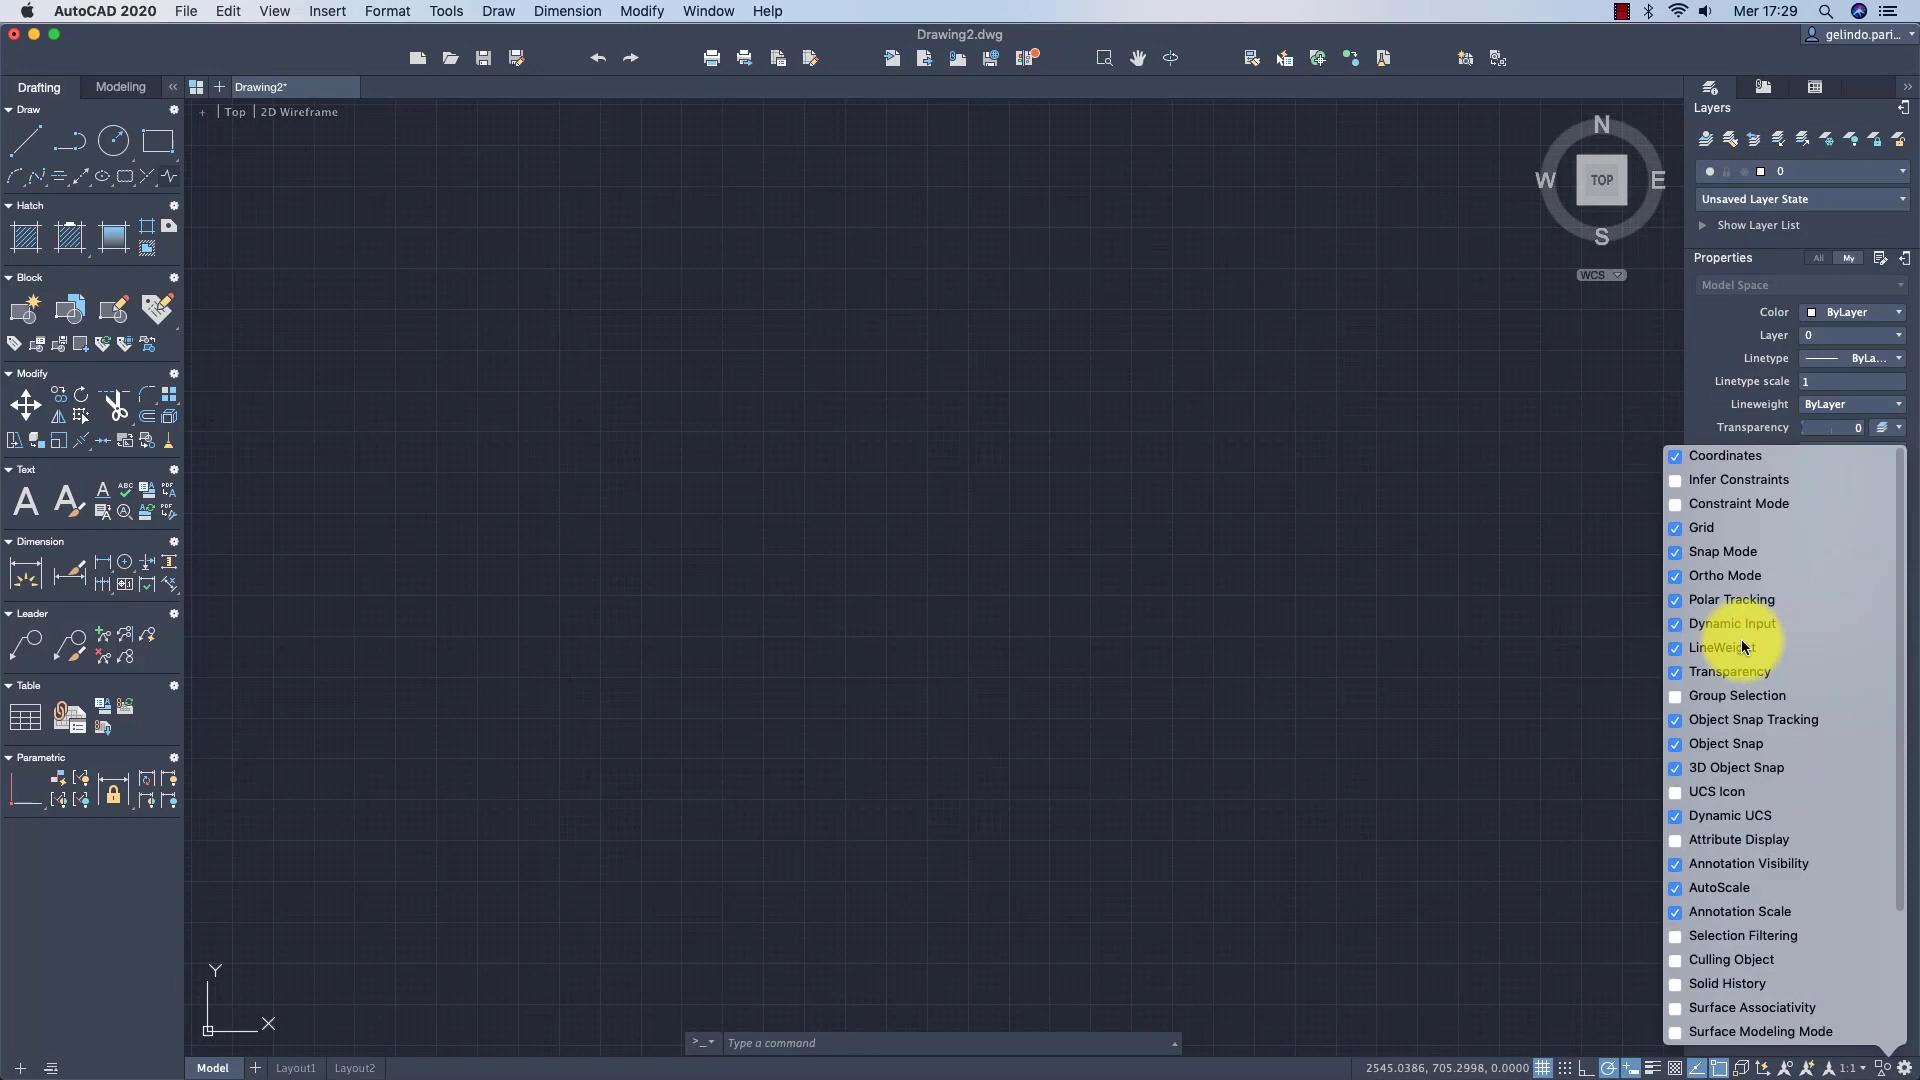 AutoCAD 2020 File Edit View Insert Format Tools Draw Dimension Modify Window Help Mer 17:29
Drawing2.dwg
gelindo.pari...
Drafting Modeling Drawing2*
Draw
+ | Top | 2D Wireframe
Hatch
Block
Modify
Text
ABC
PDF
PDF
Dimension
Leader
Table
Parametric
N
W TOP E
S
WCS
Layers
0
Unsaved Layer State
Show Layer List
Properties All My
Model Space
Color ByLayer
Layer 0
Linetype ByLa...
Linetype scale 1
Lineweight ByLayer
Transparency 0
Coordinates
Infer Constraints
Constraint Mode
Grid
Snap Mode
Ortho Mode
Polar Tracking
Dynamic Input
LineWeight
Transparency
Group Selection
Object Snap Tracking
Object Snap
3D Object Snap
UCS Icon
Dynamic UCS
Attribute Display
Annotation Visibility
AutoScale
Annotation Scale
Selection Filtering
Culling Object
Solid History
Surface Associativity
Surface Modeling Mode
Y
X
>_ Type a command
Model + Layout1 Layout2
2545.0386, 705.2998, 0.0000 1:1